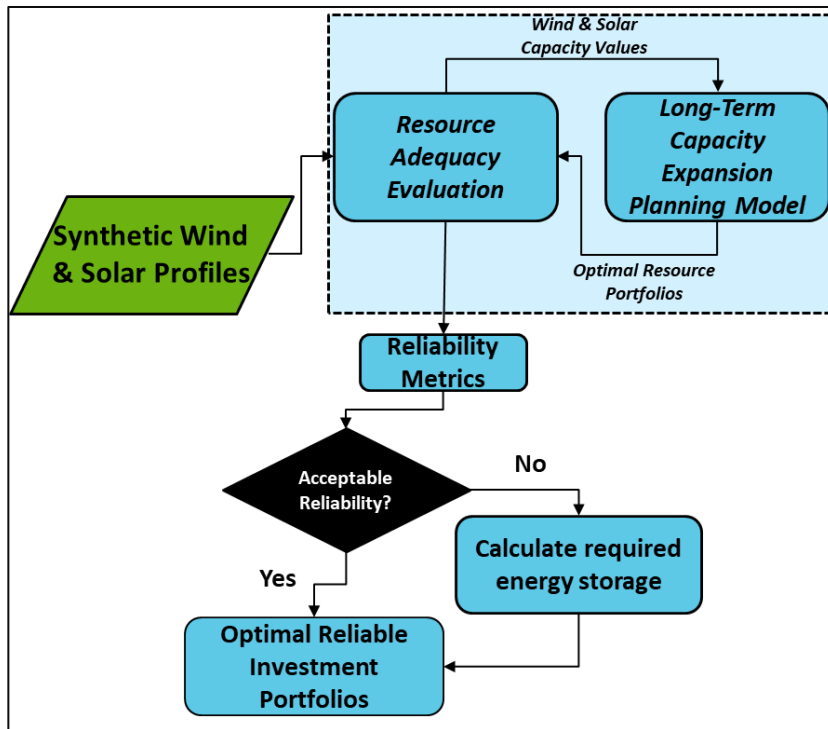 Wind & Solar
Capacity Values
Resource
Adequacy
Evaluation
Long-Term
Capacity
Expansion
Planning Model
Synthetic Wind
& Solar Profiles
Optimal Resource
Portfolios
Reliability
Metrics
Acceptable
Reliability?
No
Calculate required
energy storage
Yes
Optimal Reliable
Investment
Portfolios